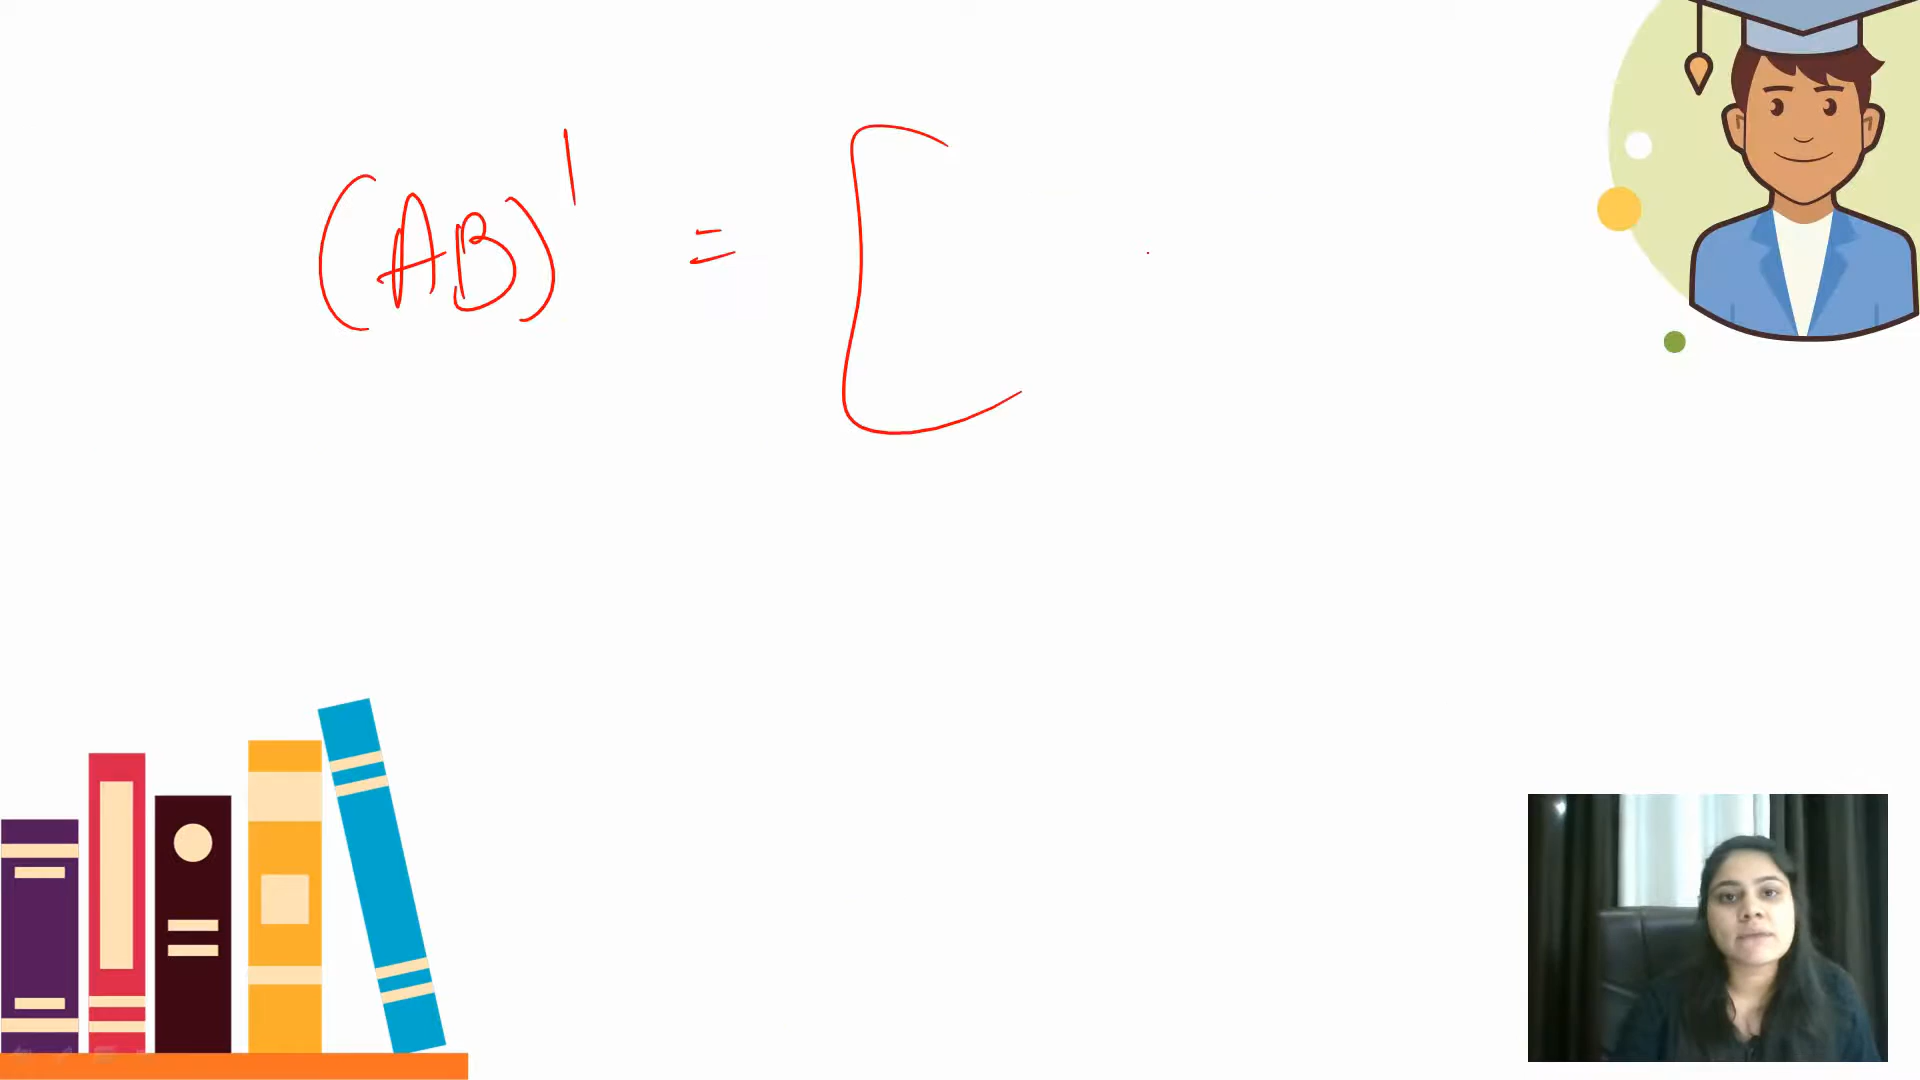 (AB)' = [